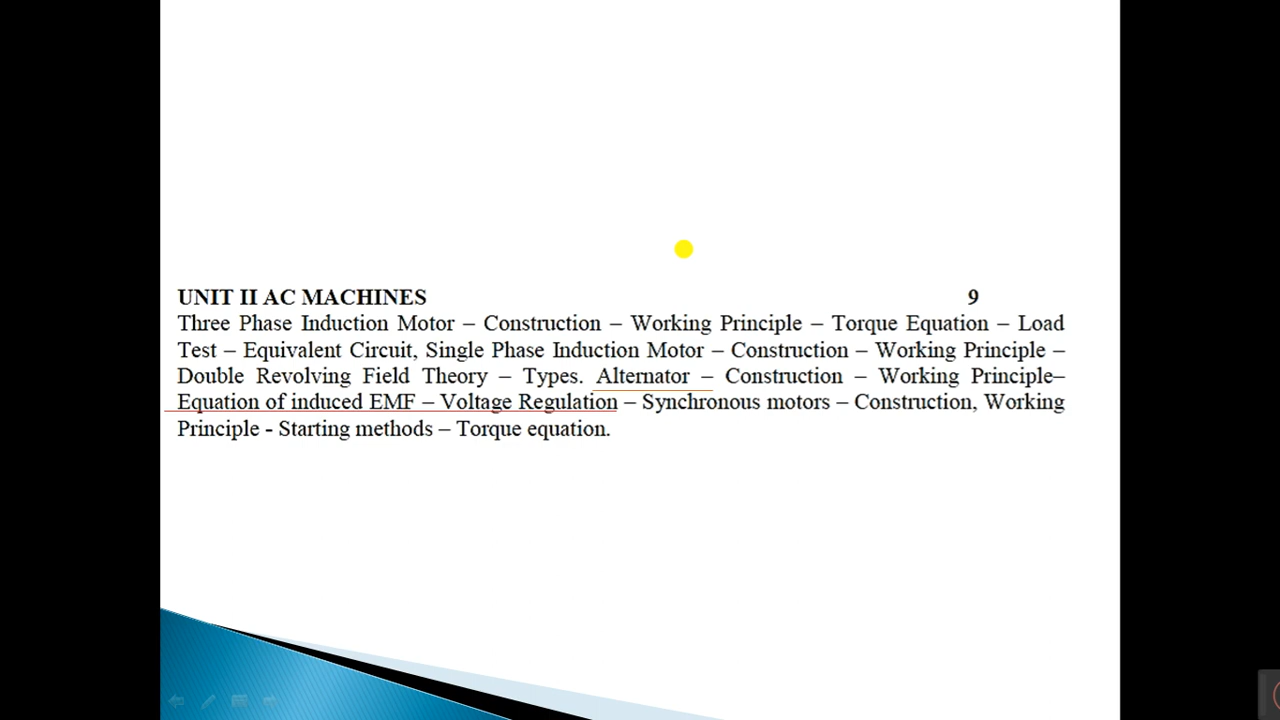 UNIT II AC MACHINES 9
Three Phase Induction Motor – Construction – Working Principle – Torque Equation – Load
Test – Equivalent Circuit, Single Phase Induction Motor – Construction – Working Principle –
Double Revolving Field Theory – Types. Alternator – Construction – Working Principle–
Equation of induced EMF – Voltage Regulation – Synchronous motors – Construction, Working
Principle - Starting methods – Torque equation.